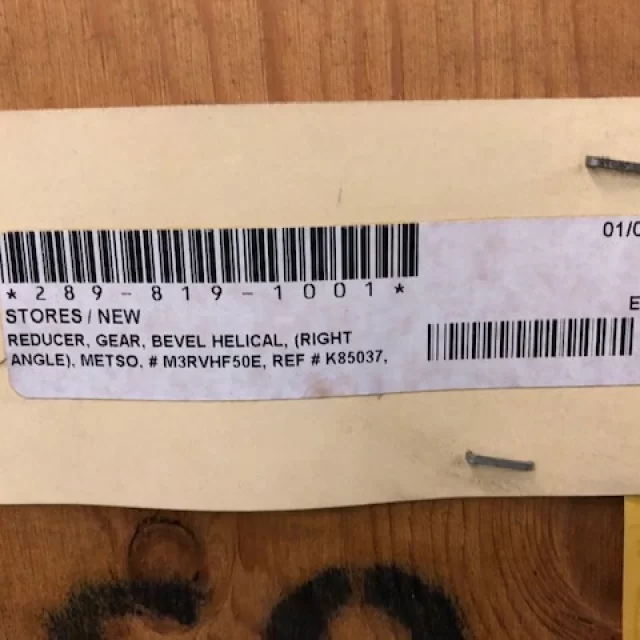 01/0
*289-819-1001*
STORES / NEW
E
REDUCER, GEAR, BEVEL HELICAL, (RIGHT
ANGLE), METSO, # M3RVHF50E, REF # K85037,